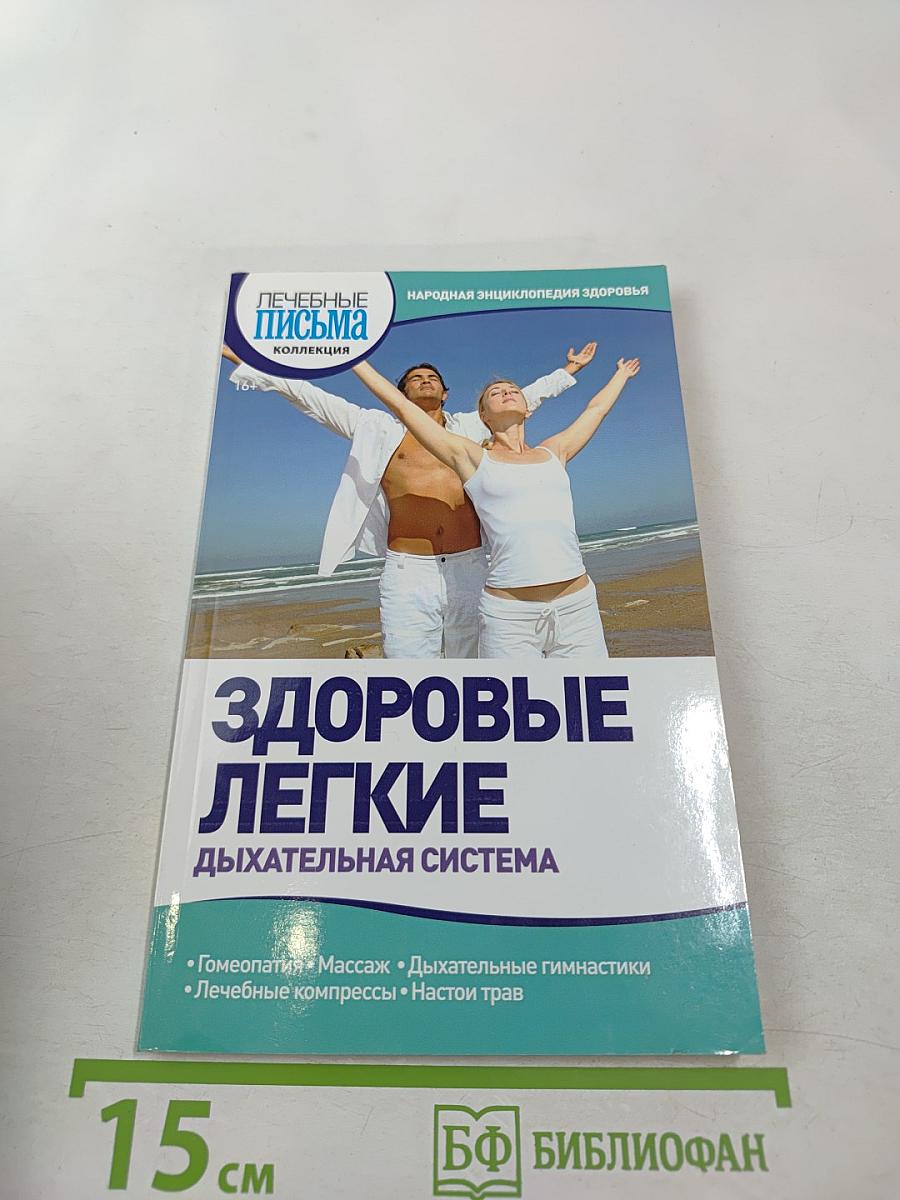 ЛЕЧЕБНЫЕ
ПИСЬМА
КОЛЛЕКЦИЯ
НАРОДНАЯ ЭНЦИКЛОПЕДИЯ ЗДОРОВЬЯ
16+
ЗДОРОВЫЕ
ЛЕГКИЕ
ДЫХАТЕЛЬНАЯ СИСТЕМА
• Гомеопатия • Массаж • Дыхательные гимнастики
• Лечебные компрессы • Настои трав
15 см
БФ БИБЛИОФАН